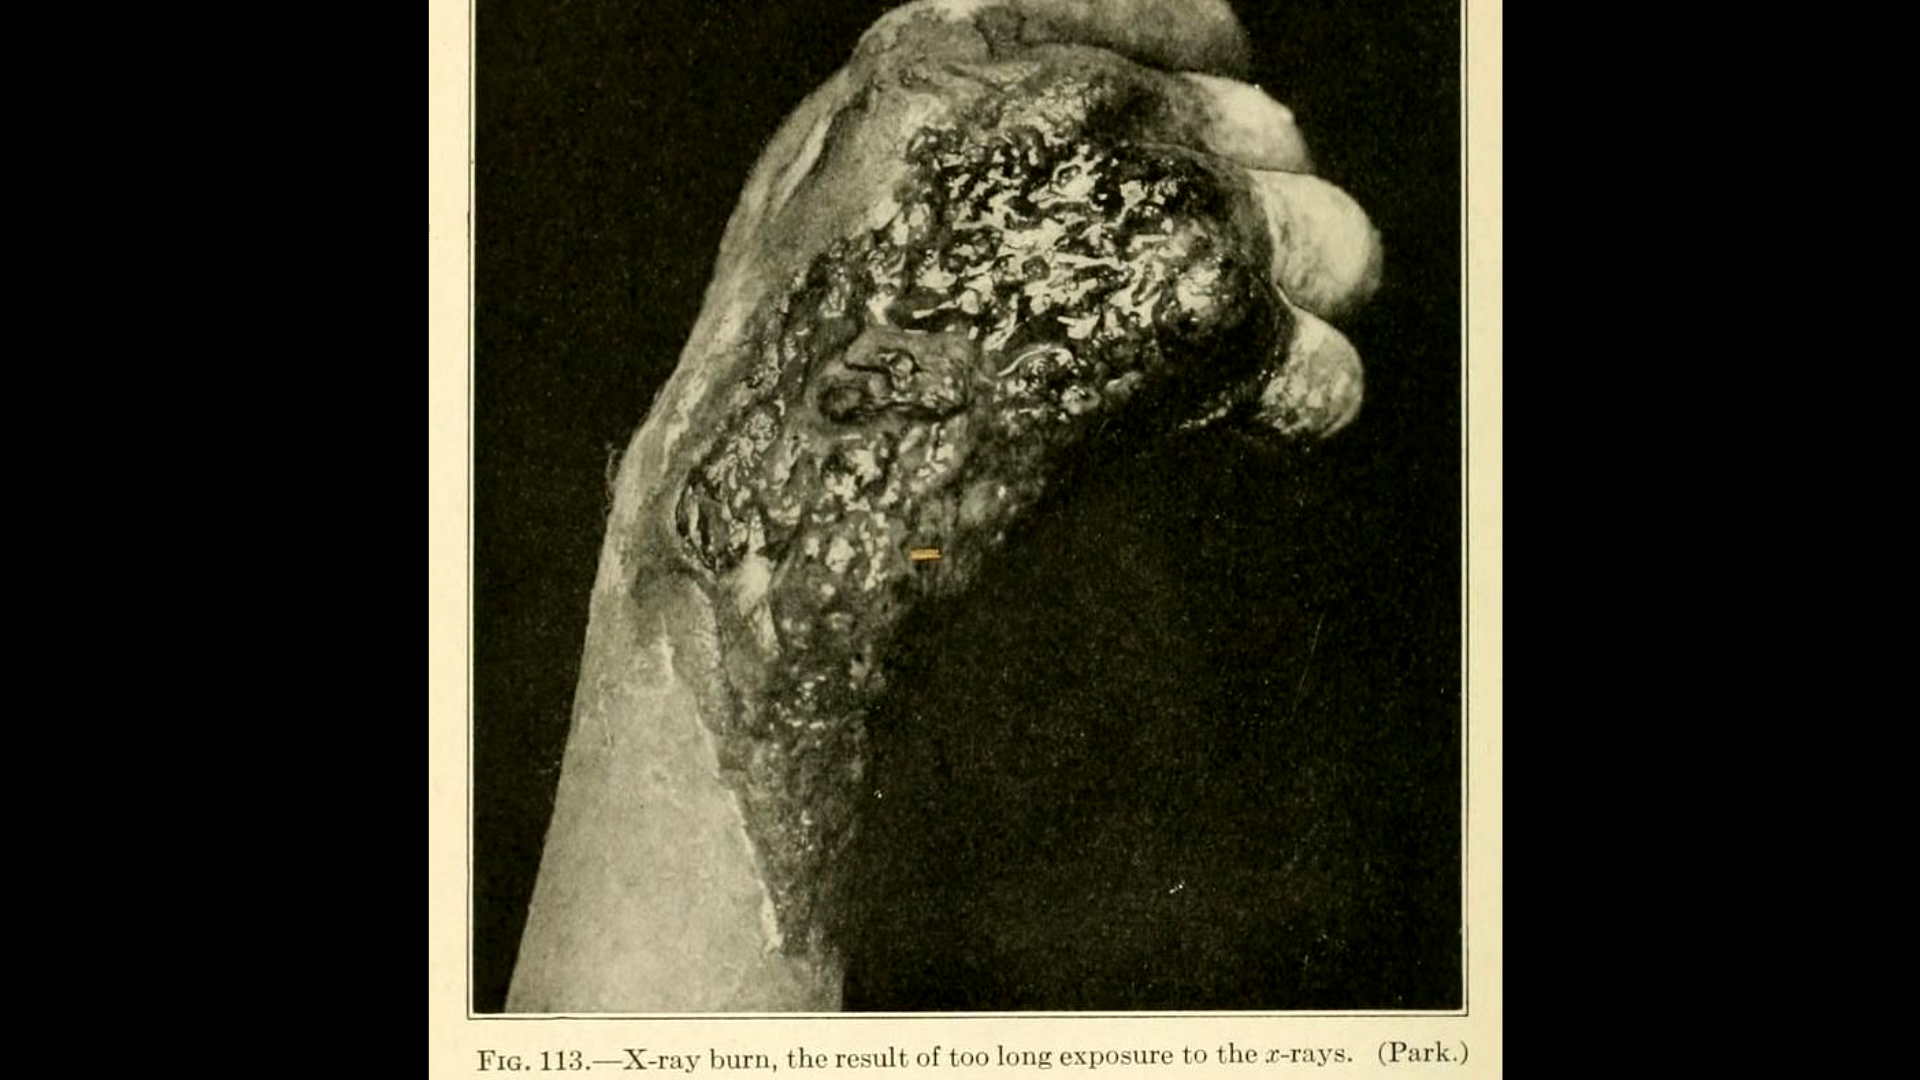 FIG. 113.—X-ray burn, the result of too long exposure to the x-rays. (Park.)